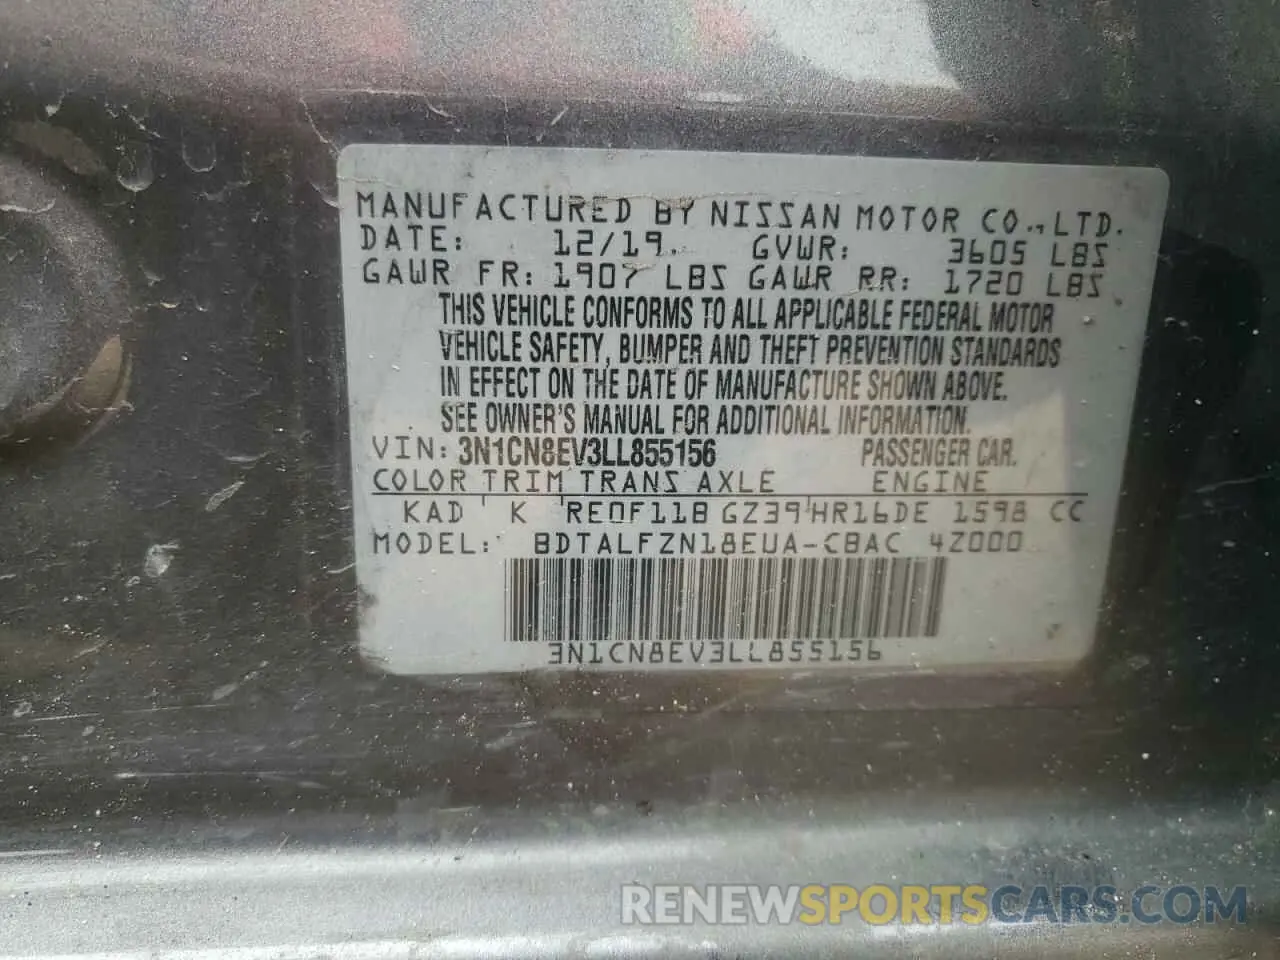 MANUFACTURED BY NISSAN MOTOR CO., LTD.
DATE: 12/19. GVWR: 3605 LBS
GAWR FR: 1907 LBS GAWR RR: 1720 LBS
THIS VEHICLE CONFORMS TO ALL APPLICABLE FEDERAL MOTOR
VEHICLE SAFETY, BUMPER AND THEFT PREVENTION STANDARDS
IN EFFECT ON THE DATE OF MANUFACTURE SHOWN ABOVE.
SEE OWNER'S MANUAL FOR ADDITIONAL INFORMATION.
VIN: 3N1CN8EV3LL855156 PASSENGER CAR.
COLOR TRIM TRANS AXLE ENGINE
KAD K RE0F11B GZ39 HR16DE 1598 CC
MODEL: BDTALFZN18EUA-CBAC 4Z000
3N1CN8EV3LL855156
RENEWSPORTSCARS.COM